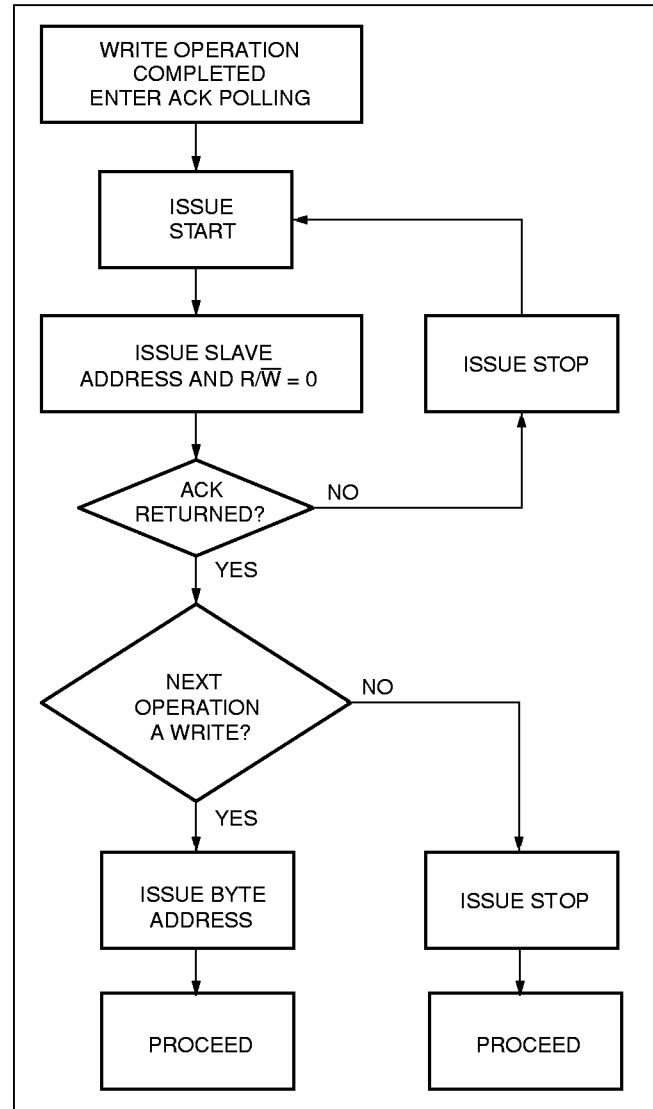 WRITE OPERATION
COMPLETED
ENTER ACK POLLING
ISSUE
START
ISSUE SLAVE
ADDRESS AND R/W̅ = 0
ISSUE STOP
ACK
RETURNED?
NO
YES
NEXT
OPERATION
A WRITE?
NO
YES
ISSUE BYTE
ADDRESS
ISSUE STOP
PROCEED
PROCEED